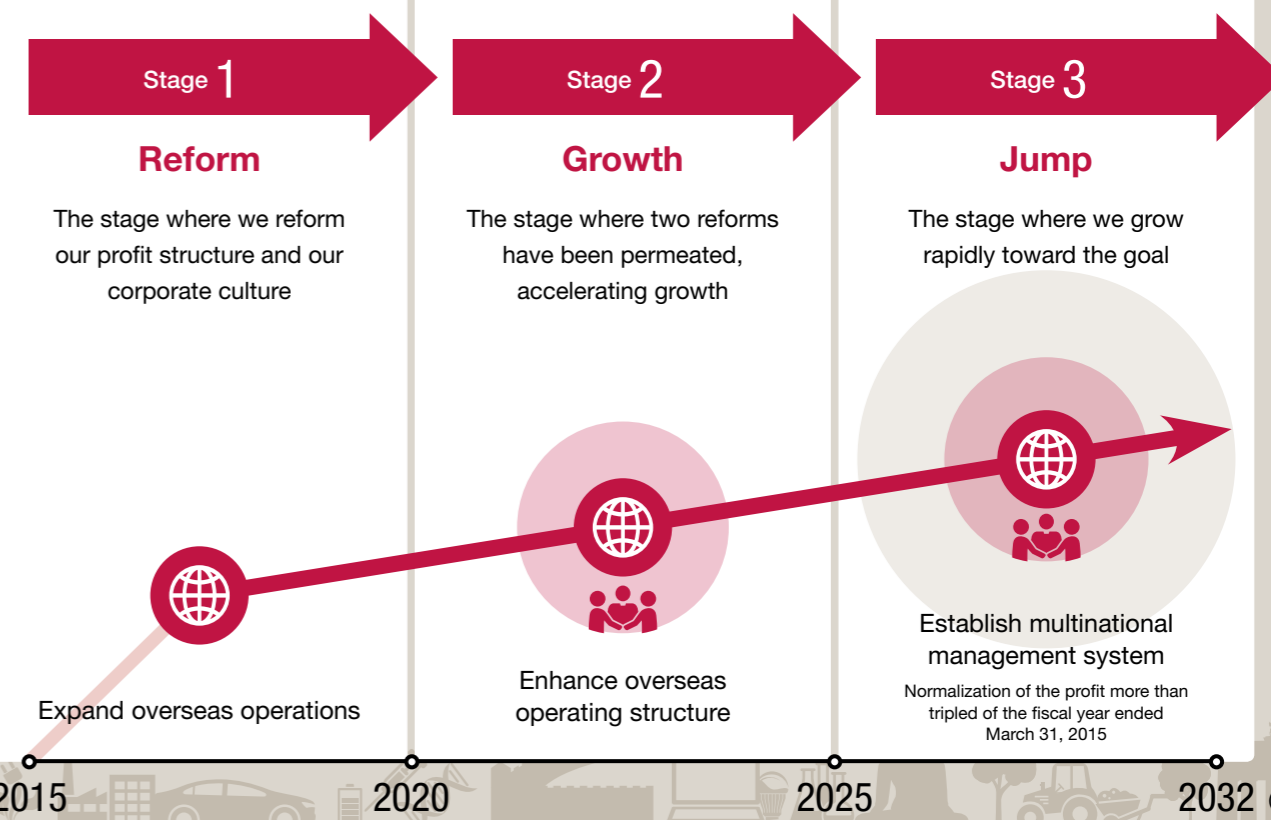 Stage 1
Reform
The stage where we reform
our profit structure and our
corporate culture
Expand overseas operations
Stage 2
Growth
The stage where two reforms
have been permeated,
accelerating growth
Enhance overseas
operating structure
Stage 3
Jump
The stage where we grow
rapidly toward the goal
Establish multinational
management system
Normalization of the profit more than
tripled of the fiscal year ended
March 31, 2015
2015
2020
2025
2032